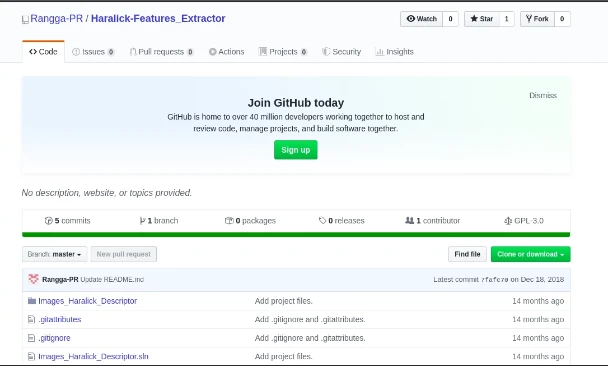 Rangga-PR / Haralick-Features_Extractor
Watch 0 Star 1 Fork 0
Code Issues 0 Pull requests 0 Actions Projects 0 Security Insights
Dismiss
Join GitHub today
GitHub is home to over 40 million developers working together to host and
review code, manage projects, and build software together.
Sign up
No description, website, or topics provided.
5 commits 1 branch 0 packages 0 releases 1 contributor GPL-3.0
Branch: master New pull request Find file Clone or download
Rangga-PR Update README.md Latest commit 7fafc70 on Dec 18, 2018
Images_Haralick_Descriptor Add project files. 14 months ago
.gitattributes Add .gitignore and .gitattributes. 14 months ago
.gitignore Add .gitignore and .gitattributes. 14 months ago
Images_Haralick_Descriptor.sln Add project files. 14 months ago